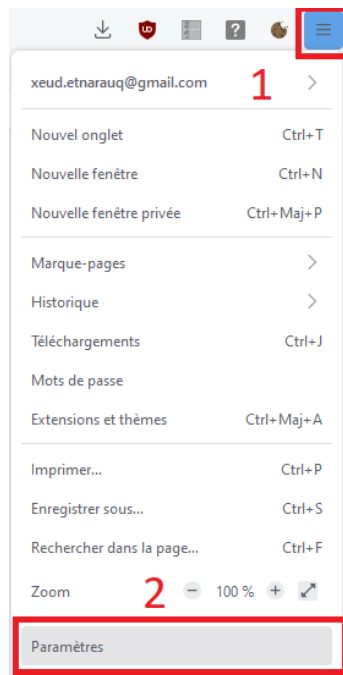 xeud.etnarauq@gmail.com 1
Nouvel onglet Ctrl+T
Nouvelle fenêtre Ctrl+N
Nouvelle fenêtre privée Ctrl+Maj+P
Marque-pages
Historique
Téléchargements Ctrl+J
Mots de passe
Extensions et thèmes Ctrl+Maj+A
Imprimer... Ctrl+P
Enregistrer sous... Ctrl+S
Rechercher dans la page... Ctrl+F
Zoom 2 − 100 % +
Paramètres